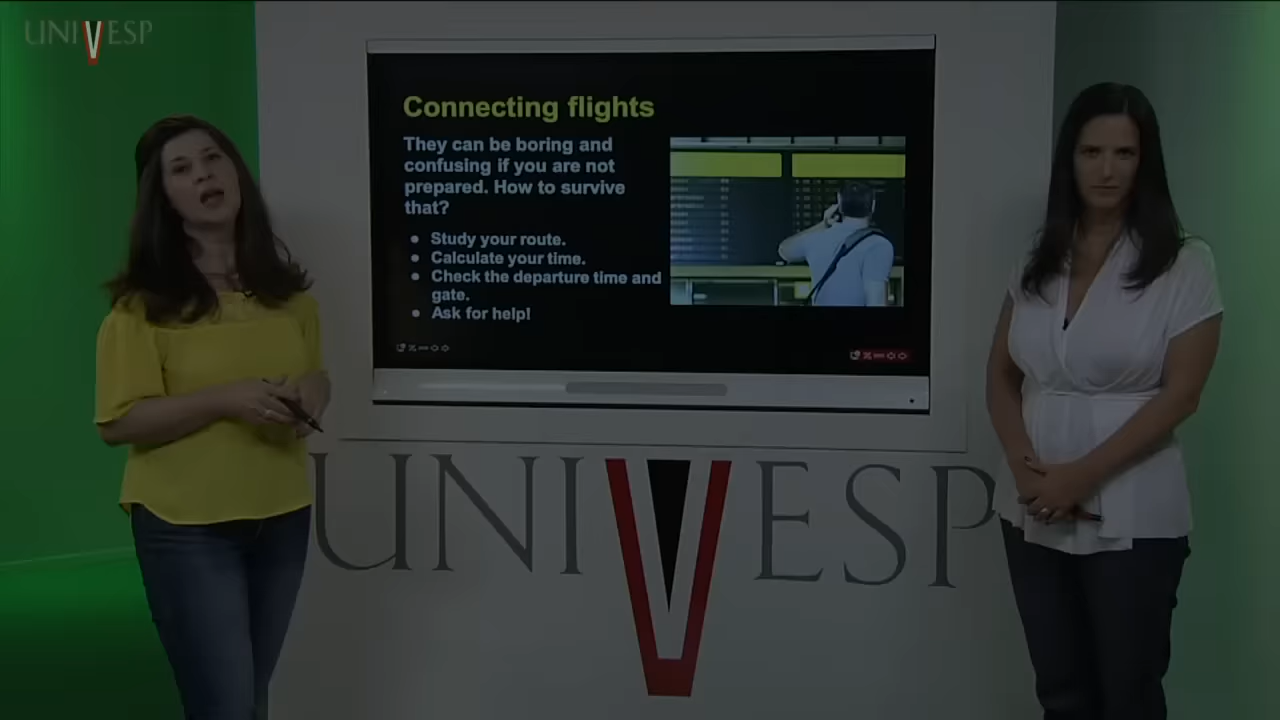 UNIVESP
Connecting flights
They can be boring and
confusing if you are not
prepared. How to survive
that?
• Study your route.
• Calculate your time.
• Check the departure time and
gate.
• Ask for help!
UNIVESP